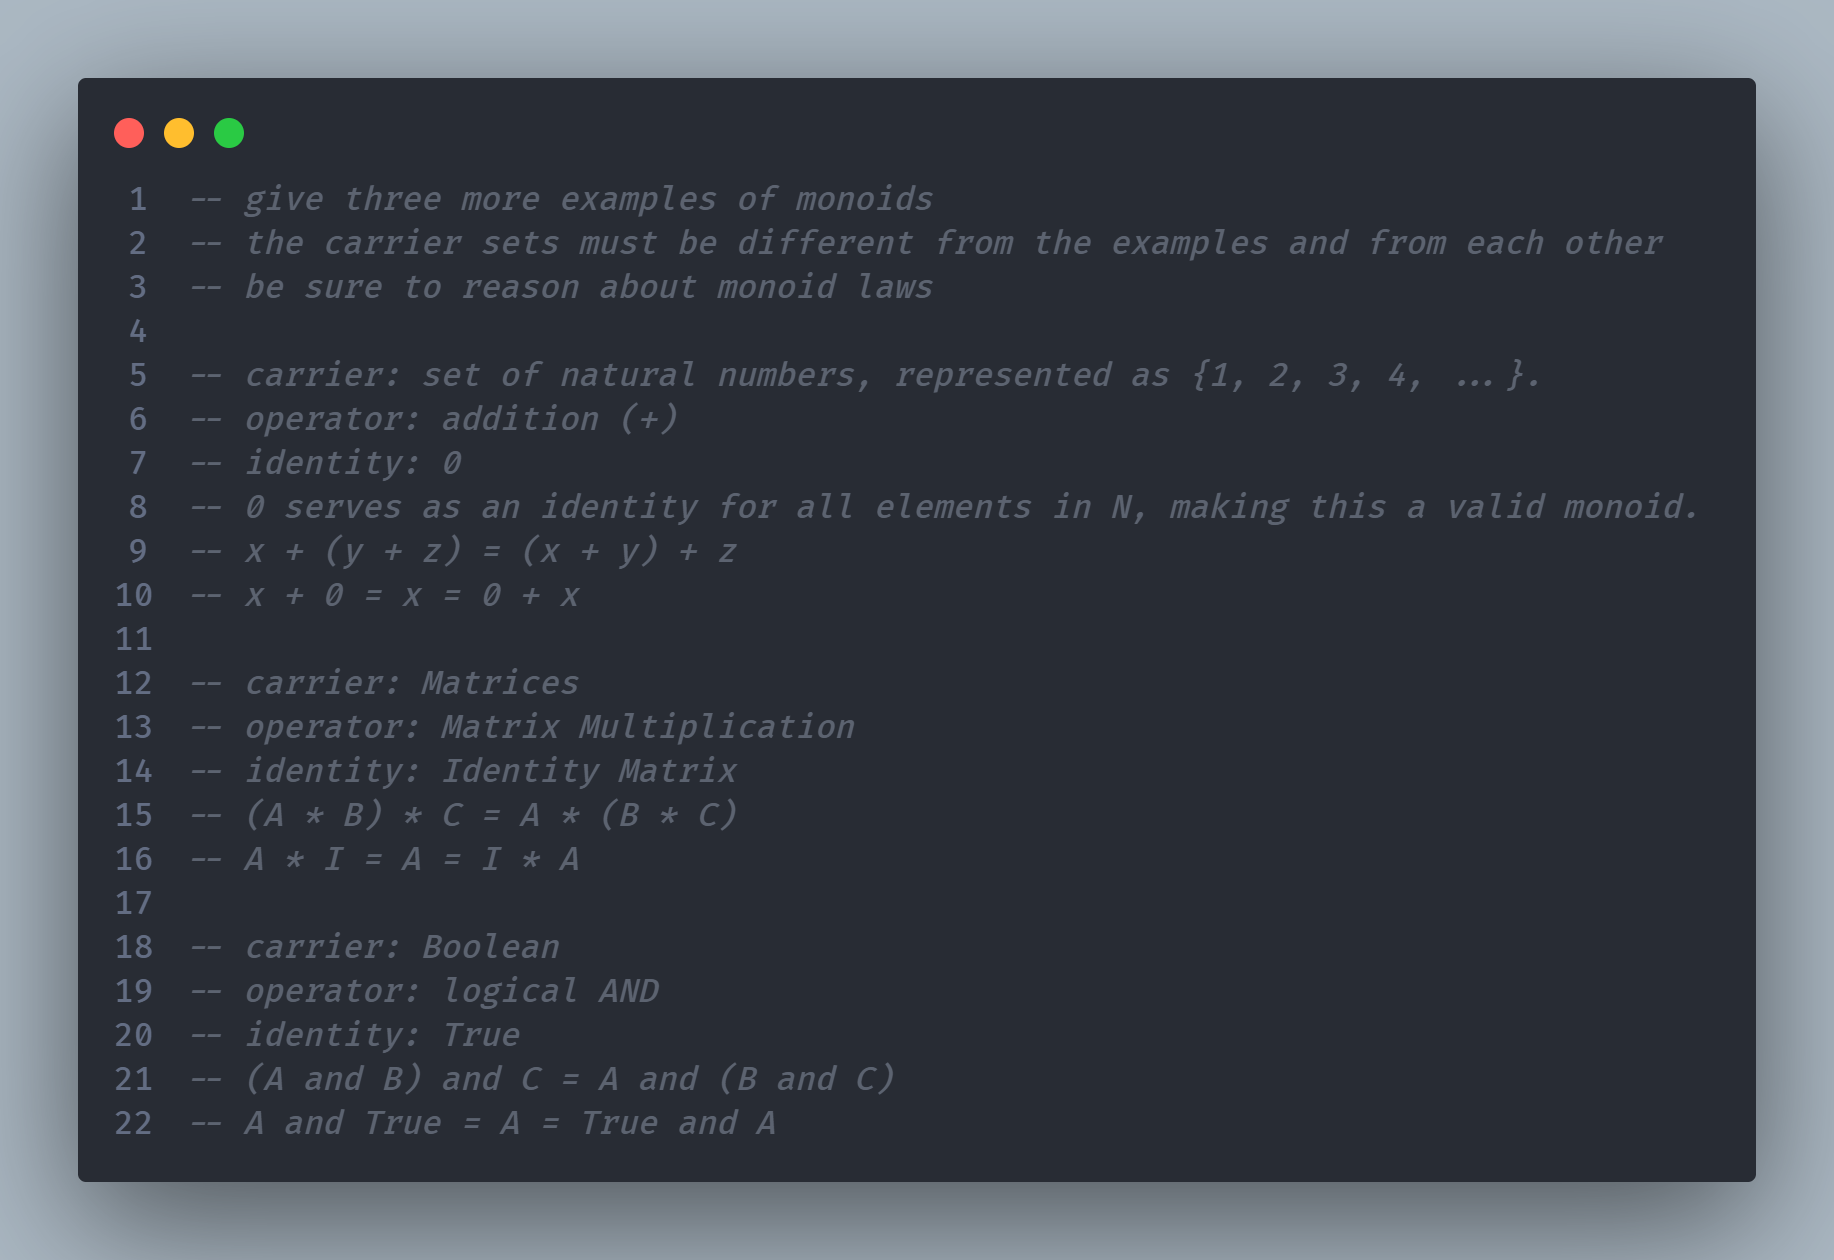 1 -- give three more examples of monoids
2 -- the carrier sets must be different from the examples and from each other
3 -- be sure to reason about monoid laws
4
5 -- carrier: set of natural numbers, represented as {1, 2, 3, 4, ...}.
6 -- operator: addition (+)
7 -- identity: 0
8 -- 0 serves as an identity for all elements in N, making this a valid monoid.
9 -- x + (y + z) = (x + y) + z
10 -- x + 0 = x = 0 + x
11
12 -- carrier: Matrices
13 -- operator: Matrix Multiplication
14 -- identity: Identity Matrix
15 -- (A * B) * C = A * (B * C)
16 -- A * I = A = I * A
17
18 -- carrier: Boolean
19 -- operator: logical AND
20 -- identity: True
21 -- (A and B) and C = A and (B and C)
22 -- A and True = A = True and A